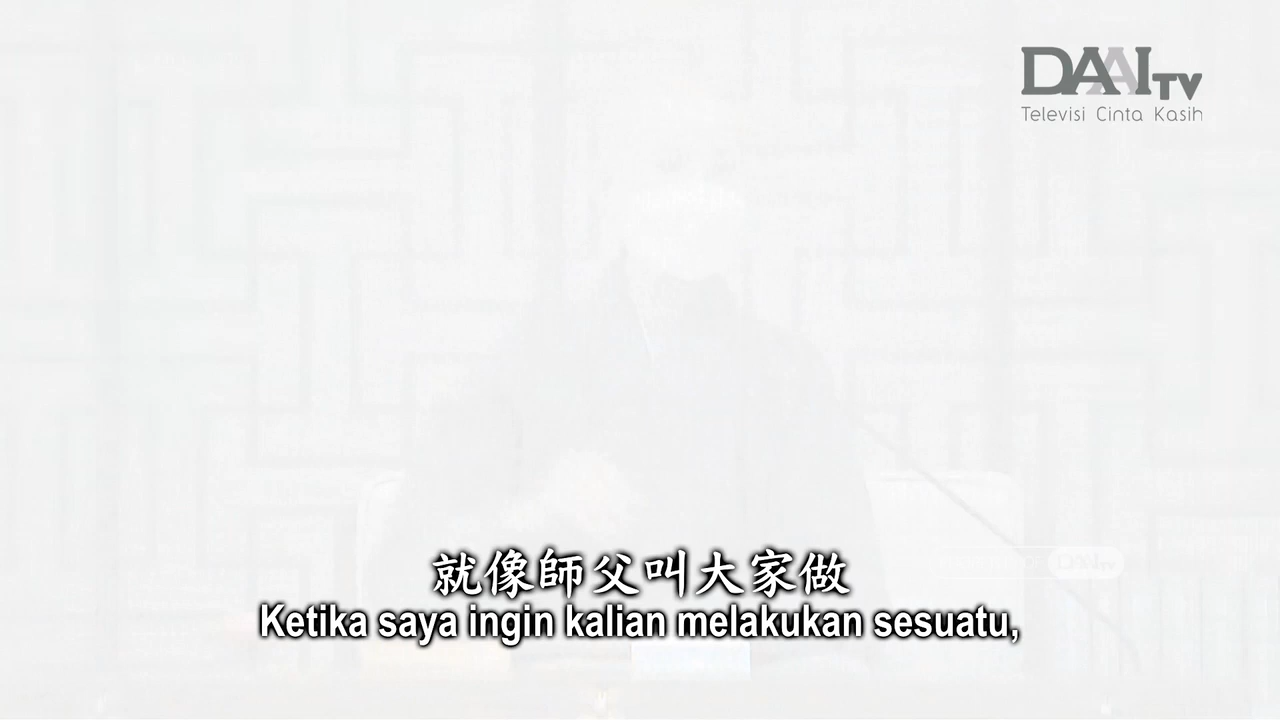 DAAI TV
Televisi Cinta Kasih
就像師父叫大家做
Ketika saya ingin kalian melakukan sesuatu,